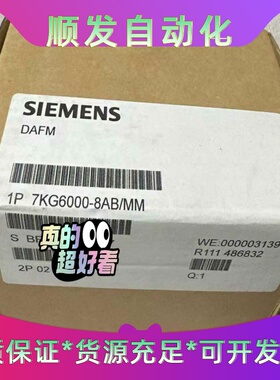 顺发自动化
SIEMENS
DAFM
1P 7KG6000-8AB/MM
真的
超好看
S BF
WE:000003139
R111 486832
2P 02
Q:1
质保证*货源充足*可开发